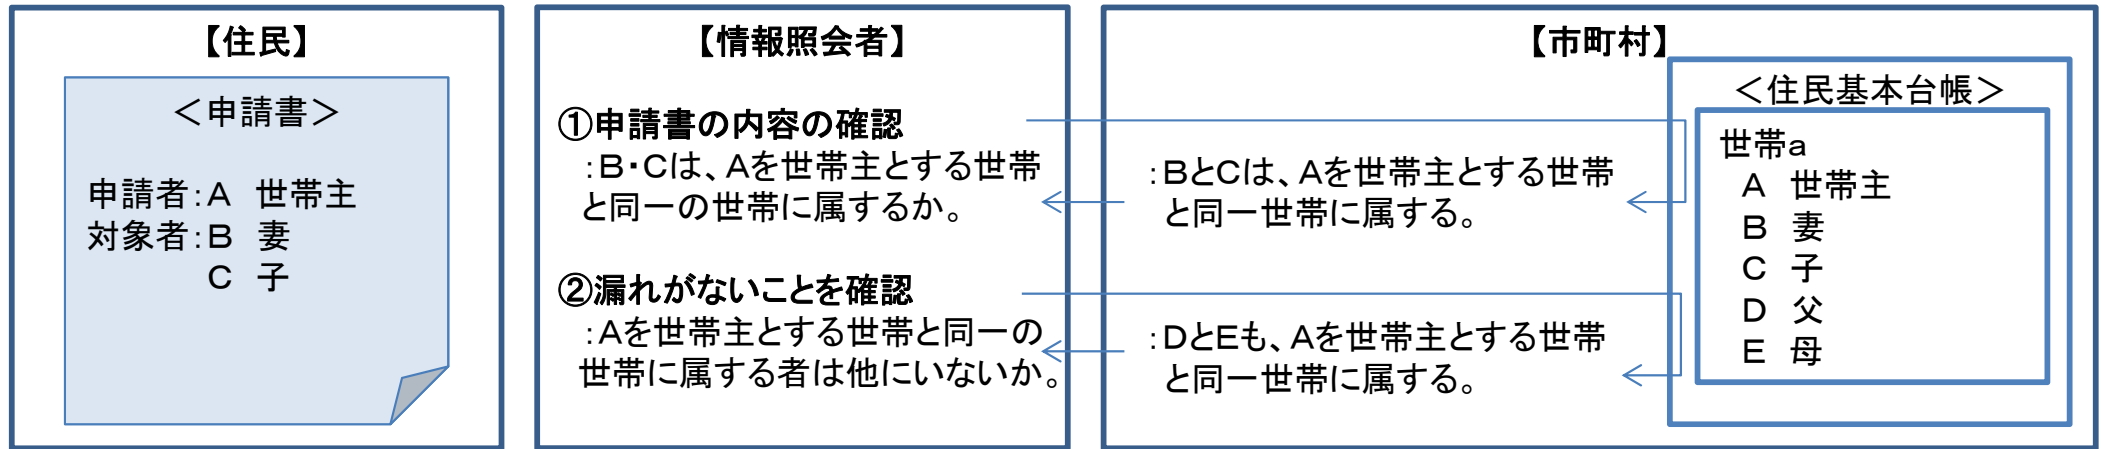 【住民】
＜申請書＞
申請者：Ａ　世帯主
対象者：Ｂ　妻
Ｃ　子
【情報照会者】
①申請書の内容の確認
：Ｂ・Ｃは、Ａを世帯主とする世帯
と同一の世帯に属するか。
②漏れがないことを確認
：Ａを世帯主とする世帯と同一の
世帯に属する者は他にいないか。
【市町村】
：ＢとＣは、Ａを世帯主とする世帯
と同一世帯に属する。
：ＤとＥも、Ａを世帯主とする世帯
と同一世帯に属する。
＜住民基本台帳＞
世帯ａ
Ａ　世帯主
Ｂ　妻
Ｃ　子
Ｄ　父
Ｅ　母